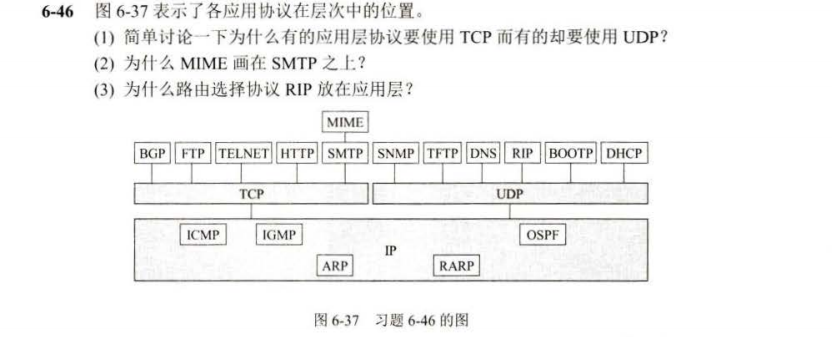 6-46 图 6-37 表示了各应用协议在层次中的位置。
(1) 简单讨论一下为什么有的应用层协议要使用 TCP 而有的却要使用 UDP?
(2) 为什么 MIME 画在 SMTP 之上?
(3) 为什么路由选择协议 RIP 放在应用层?
MIME
BGP FTP TELNET HTTP SMTP SNMP TFTP DNS RIP BOOTP DHCP
TCP UDP
ICMP IGMP OSPF
IP
ARP RARP
图 6-37 习题 6-46 的图